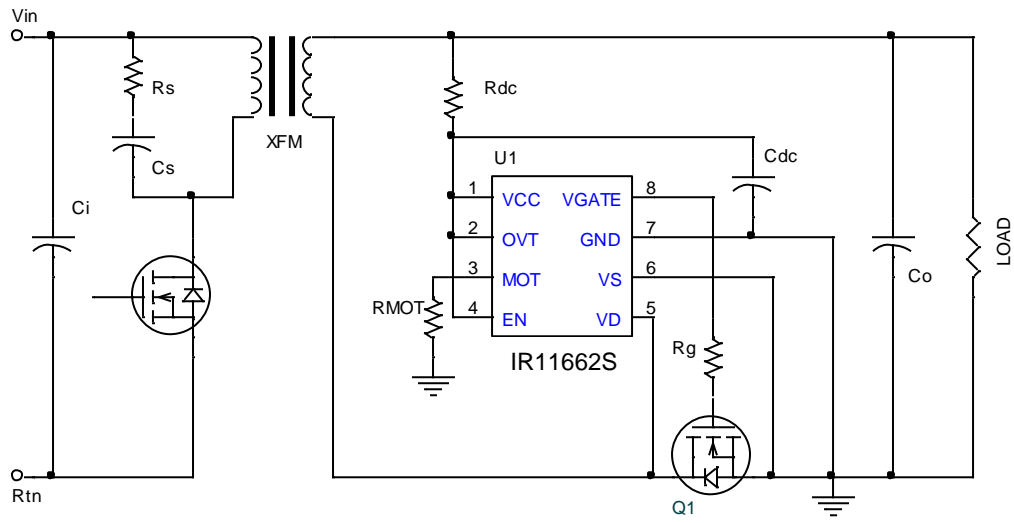 Vin
Rs
Rdc
XFM
Cs
U1
Cdc
1 VCC VGATE 8
Ci
2 OVT GND 7
3 MOT VS 6
Co
LOAD
RMOT
4 EN VD 5
Rg
IR11662S
Rtn
Q1